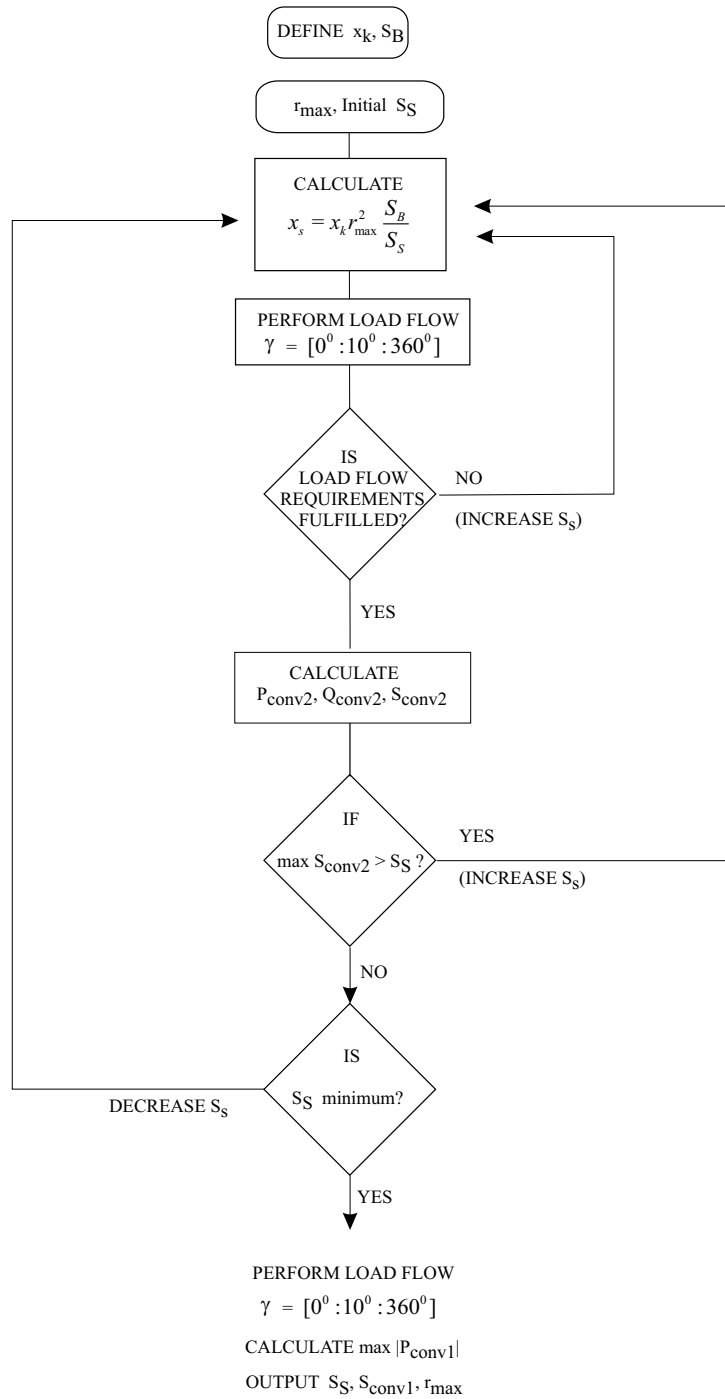 DEFINE x_k, S_B
r_max, Initial S_S
CALCULATE
x_s = x_k r_max^2 S_B / S_S
PERFORM LOAD FLOW
γ = [0^0 :10^0 :360^0]
IS
LOAD FLOW
REQUIREMENTS
FULFILLED?
NO
(INCREASE S_s)
YES
CALCULATE
P_conv2, Q_conv2, S_conv2
IF
max S_conv2 > S_S ?
YES
(INCREASE S_s)
NO
IS
S_S minimum?
DECREASE S_s
YES
PERFORM LOAD FLOW
γ = [0^0 :10^0 :360^0]
CALCULATE max |P_conv1|
OUTPUT S_S, S_conv1, r_max